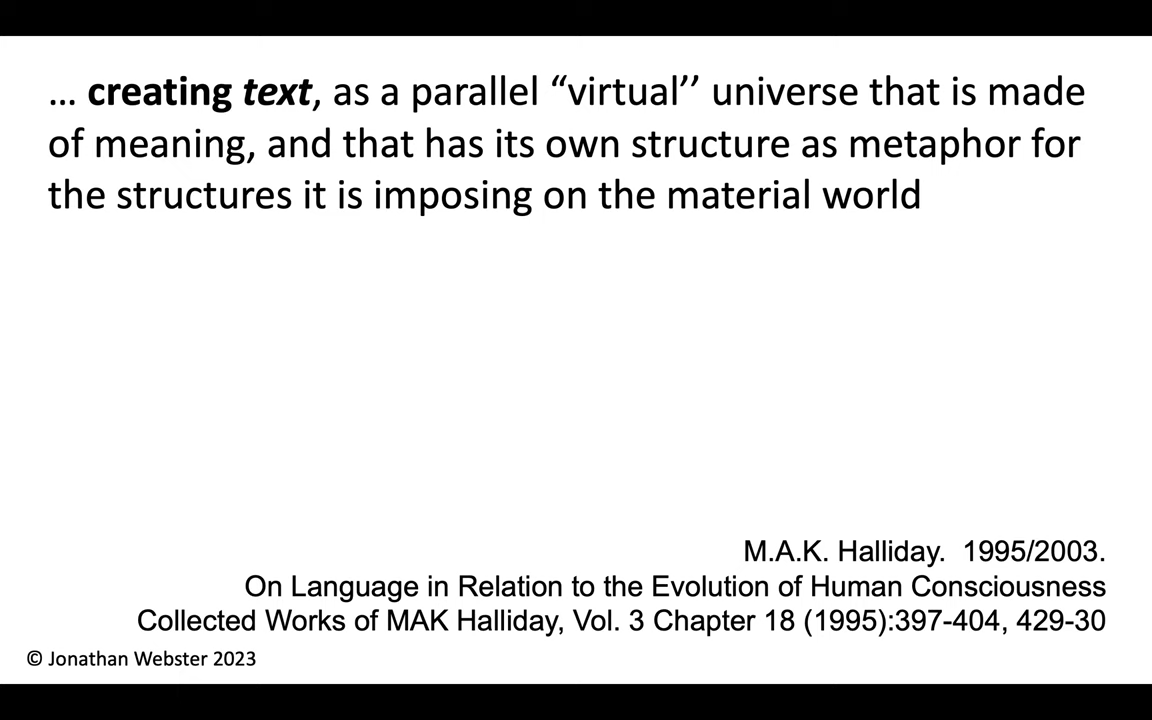 … creating text, as a parallel “virtual’’ universe that is made
of meaning, and that has its own structure as metaphor for
the structures it is imposing on the material world
M.A.K. Halliday.  1995/2003.
On Language in Relation to the Evolution of Human Consciousness
Collected Works of MAK Halliday, Vol. 3 Chapter 18 (1995):397-404, 429-30
© Jonathan Webster 2023